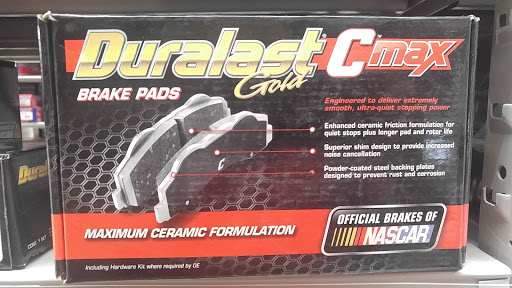 Duralast Cmax
Gold
BRAKE PADS
Engineered to deliver extremely
smooth, ultra-quiet stopping power
Enhanced ceramic friction formulation for
quiet stops plus longer pad and rotor life
Superior shim design to provide increased
noise cancellation
Powder-coated steel backing plates
designed to prevent rust and corrosion
C
MAXIMUM CERAMIC FORMULATION
OFFICIAL BRAKES OF
NASCAR
Including Hardware Kit where required by OE
Duralast